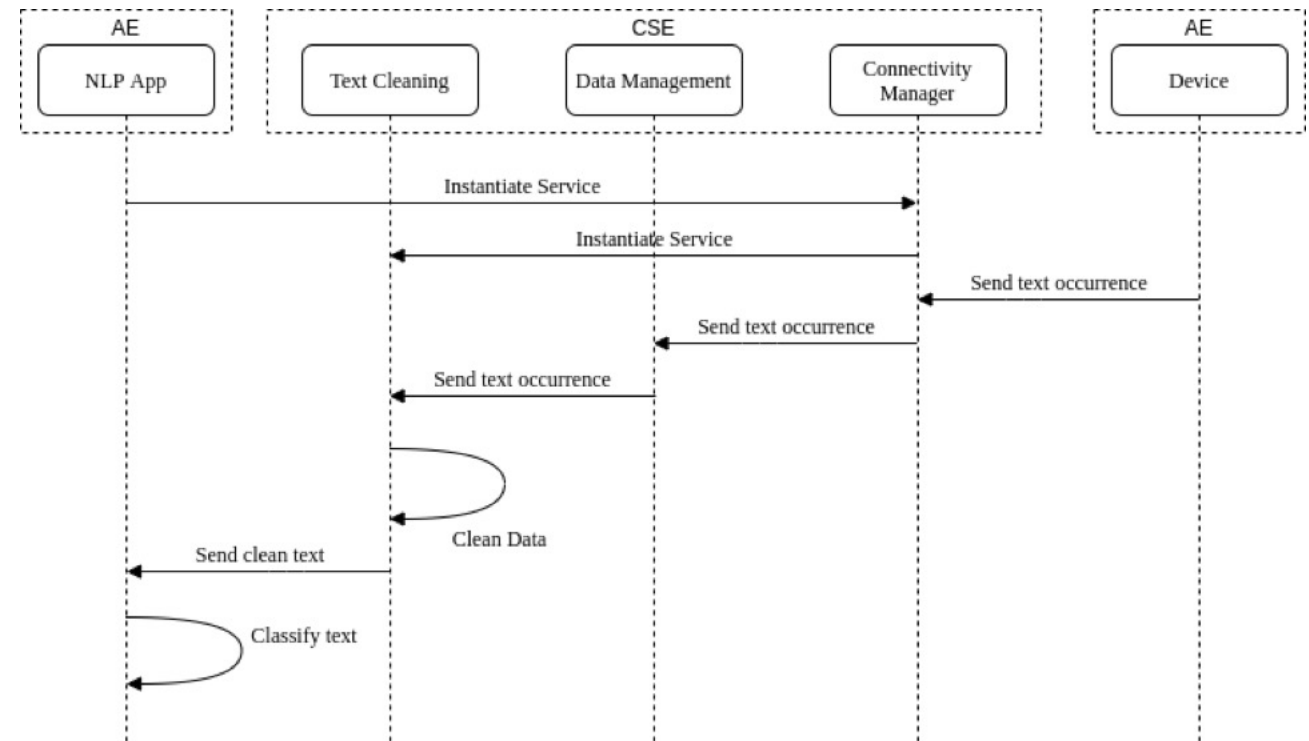 AE
CSE
AE
NLP App
Text Cleaning
Data Management
Connectivity
Manager
Device
Instantiate Service
Instantiate Service
Send text occurrence
Send text occurrence
Send text occurrence
Clean Data
Send clean text
Classify text